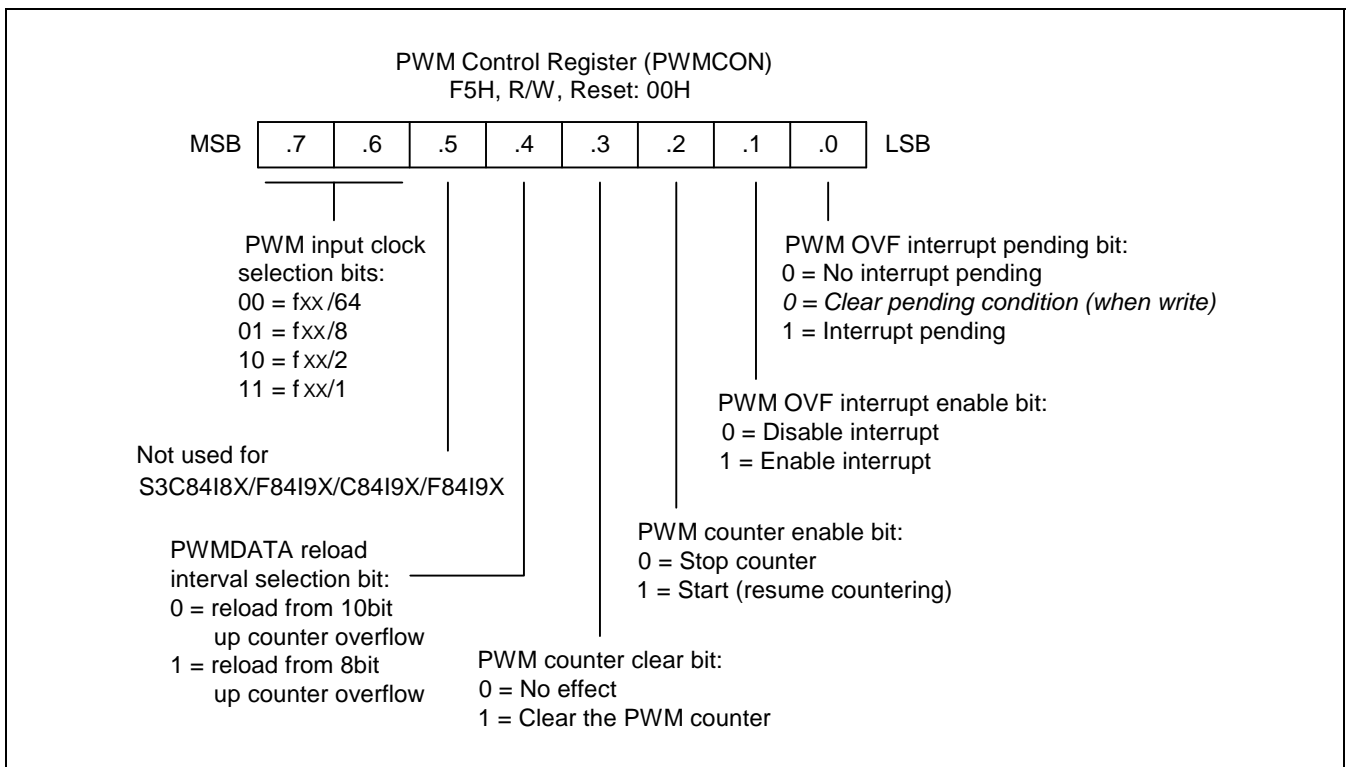 PWM Control Register (PWMCON)
F5H, R/W, Reset: 00H
MSB .7 .6 .5 .4 .3 .2 .1 .0 LSB
PWM input clock
selection bits:
00 = fxx/64
01 = fxx/8
10 = fxx/2
11 = fxx/1
PWM OVF interrupt pending bit:
0 = No interrupt pending
0 = Clear pending condition (when write)
1 = Interrupt pending
PWM OVF interrupt enable bit:
0 = Disable interrupt
1 = Enable interrupt
Not used for
S3C84I8X/F84I9X/C84I9X/F84I9X
PWM counter enable bit:
0 = Stop counter
1 = Start (resume countering)
PWMDATA reload
interval selection bit:
0 = reload from 10bit
up counter overflow
1 = reload from 8bit
up counter overflow
PWM counter clear bit:
0 = No effect
1 = Clear the PWM counter